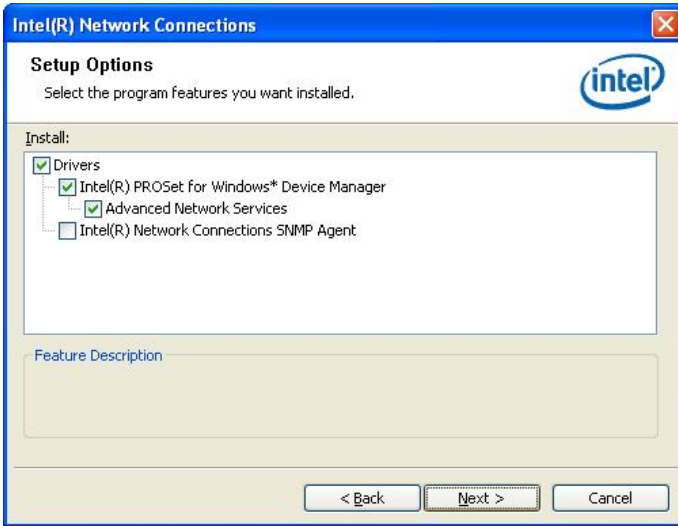 Intel(R) Network Connections
Setup Options
Select the program features you want installed.
intel
Install:
Drivers
Intel(R) PROSet for Windows* Device Manager
Advanced Network Services
Intel(R) Network Connections SNMP Agent
Feature Description
< Back
Next >
Cancel